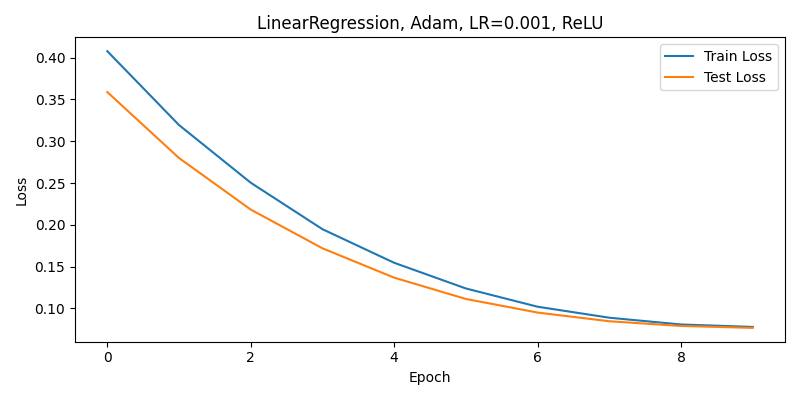 LinearRegression, Adam, LR=0.001, ReLU
Train Loss
Test Loss
0.40
0.35
0.30
0.25
0.20
0.15
0.10
Loss
0 2 4 6 8
Epoch